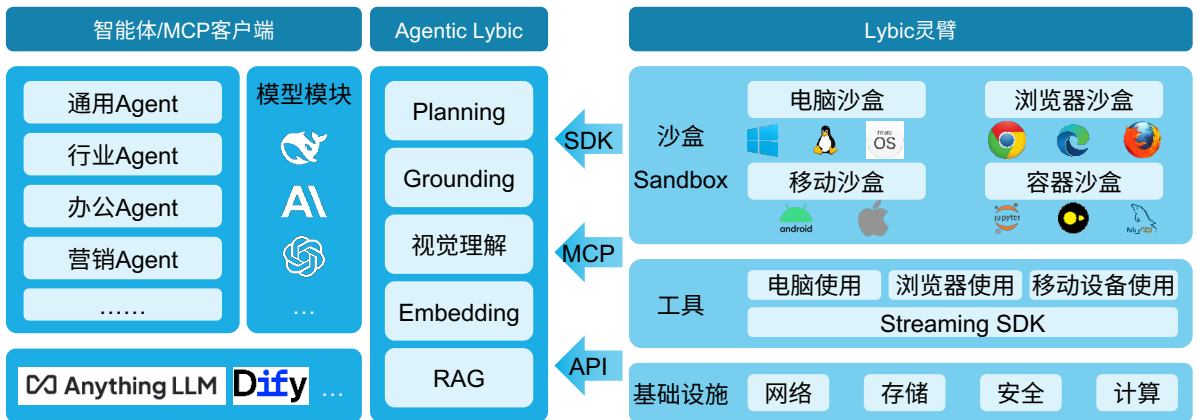 智能体/MCP客户端
Agentic Lybic
Lybic灵臂
通用Agent
行业Agent
办公Agent
营销Agent
……
模型模块
AI
…
Anything LLM
Dify
…
Planning
Grounding
视觉理解
Embedding
RAG
SDK
MCP
API
沙盒
Sandbox
电脑沙盒
mac
OS
浏览器沙盒
移动沙盒
android
容器沙盒
jupyter
MySQL
工具
电脑使用
浏览器使用
移动设备使用
Streaming SDK
基础设施
网络
存储
安全
计算